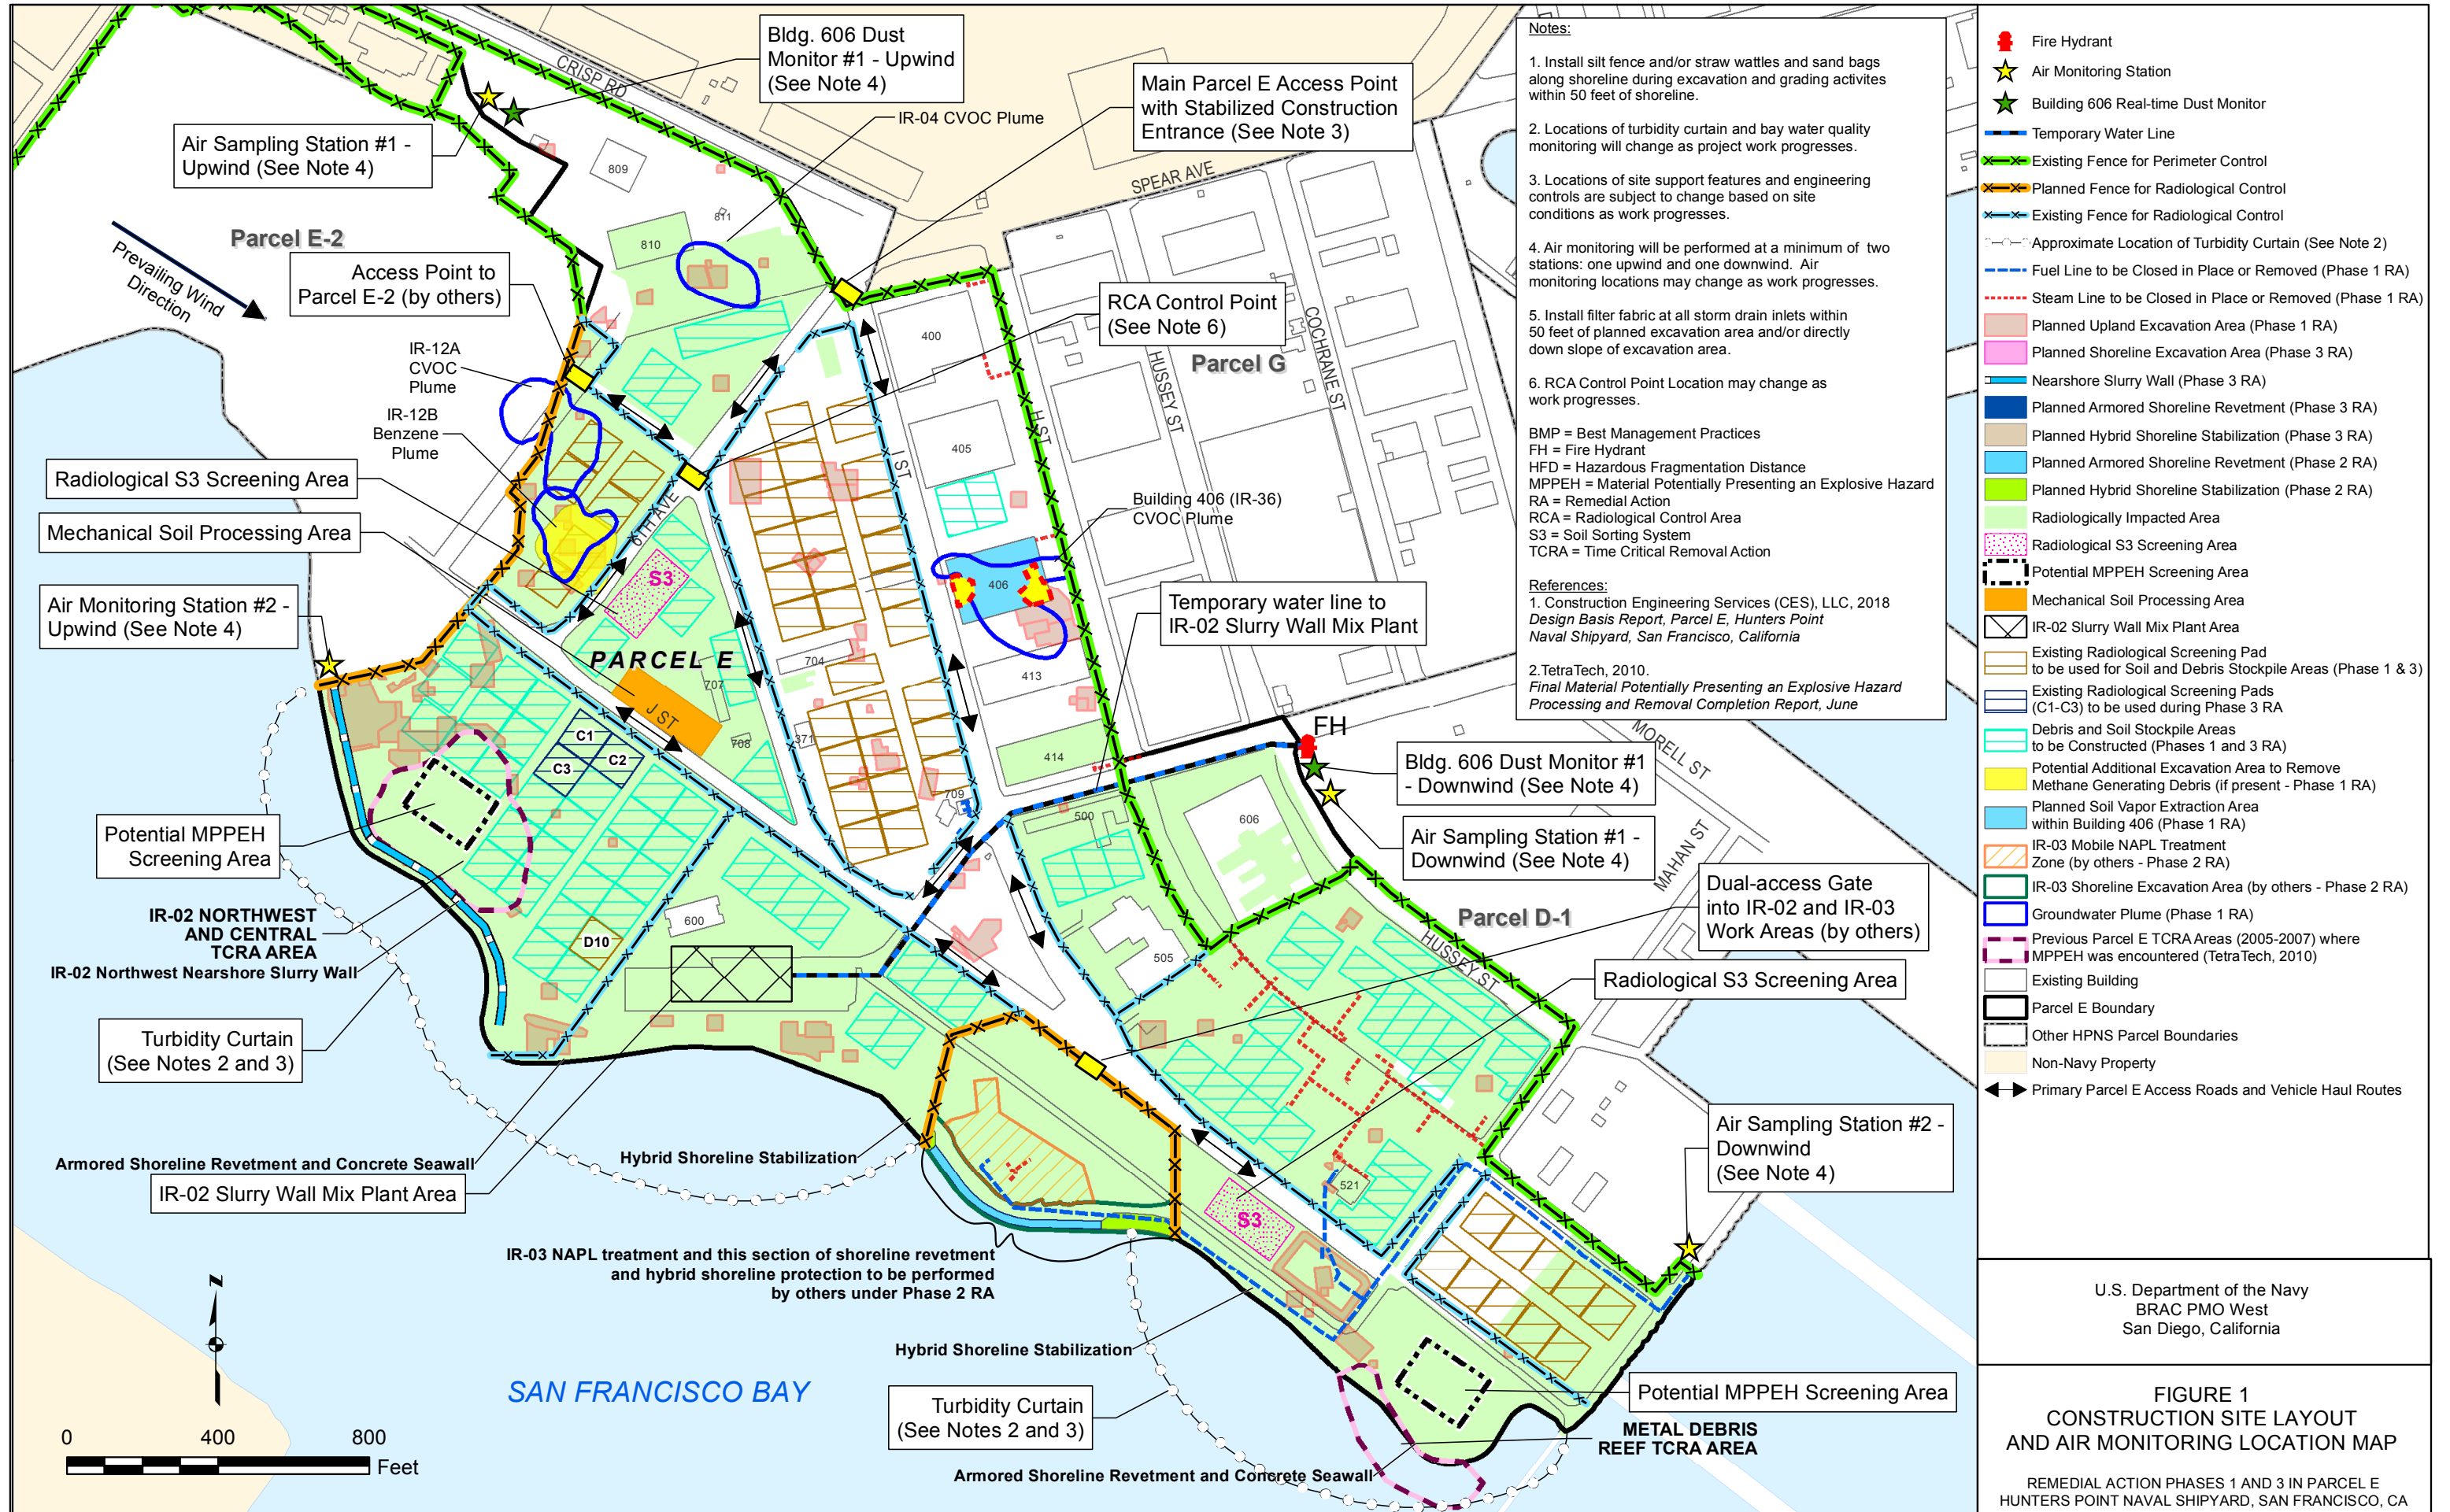 Bldg. 606 Dust
Monitor #1 - Upwind
(See Note 4)
CRISP RD
Main Parcel E Access Point
with Stabilized Construction
Entrance (See Note 3)
IR-04 CVOC Plume
Air Sampling Station #1 -
Upwind (See Note 4)
809
811
810
SPEAR AVE
Parcel E-2
Prevailing Wind
Direction
Access Point to
Parcel E-2 (by others)
RCA Control Point
(See Note 6)
COCHRANE ST
HUSSEY ST
Parcel G
400
405
H ST
I ST
IR-12A
CVOC
Plume
IR-12B
Benzene
Plume
Radiological S3 Screening Area
Mechanical Soil Processing Area
Air Monitoring Station #2 -
Upwind (See Note 4)
6TH AVE
S3
Building 406 (IR-36)
CVOC Plume
406
Temporary water line to
IR-02 Slurry Wall Mix Plant
PARCEL E
704
707
413
J ST
708
371
414
709
500
FH
MORELL ST
Bldg. 606 Dust Monitor #1
- Downwind (See Note 4)
606
Air Sampling Station #1 -
Downwind (See Note 4)
MAHAN ST
C1
C2
C3
Potential MPPEH
Screening Area
Dual-access Gate
into IR-02 and IR-03
Work Areas (by others)
IR-02 NORTHWEST
AND CENTRAL
TCRA AREA
IR-02 Northwest Nearshore Slurry Wall
600
D10
505
Parcel D-1
HUSSEY ST
Radiological S3 Screening Area
Turbidity Curtain
(See Notes 2 and 3)
Air Sampling Station #2 -
Downwind
(See Note 4)
Armored Shoreline Revetment and Concrete Seawall
Hybrid Shoreline Stabilization
IR-02 Slurry Wall Mix Plant Area
521
S3
IR-03 NAPL treatment and this section of shoreline revetment
and hybrid shoreline protection to be performed
by others under Phase 2 RA
N
Hybrid Shoreline Stabilization
SAN FRANCISCO BAY
Turbidity Curtain
(See Notes 2 and 3)
Potential MPPEH Screening Area
METAL DEBRIS
REEF TCRA AREA
Armored Shoreline Revetment and Concrete Seawall
0 400 800
Feet
Notes:
1. Install silt fence and/or straw wattles and sand bags
along shoreline during excavation and grading activites
within 50 feet of shoreline.
2. Locations of turbidity curtain and bay water quality
monitoring will change as project work progresses.
3. Locations of site support features and engineering
controls are subject to change based on site
conditions as work progresses.
4. Air monitoring will be performed at a minimum of two
stations: one upwind and one downwind. Air
monitoring locations may change as work progresses.
5. Install filter fabric at all storm drain inlets within
50 feet of planned excavation area and/or directly
down slope of excavation area.
6. RCA Control Point Location may change as
work progresses.
BMP = Best Management Practices
FH = Fire Hydrant
HFD = Hazardous Fragmentation Distance
MPPEH = Material Potentially Presenting an Explosive Hazard
RA = Remedial Action
RCA = Radiological Control Area
S3 = Soil Sorting System
TCRA = Time Critical Removal Action
References:
1. Construction Engineering Services (CES), LLC, 2018
Design Basis Report, Parcel E, Hunters Point
Naval Shipyard, San Francisco, California
2.TetraTech, 2010.
Final Material Potentially Presenting an Explosive Hazard
Processing and Removal Completion Report, June
Fire Hydrant
Air Monitoring Station
Building 606 Real-time Dust Monitor
Temporary Water Line
Existing Fence for Perimeter Control
Planned Fence for Radiological Control
Existing Fence for Radiological Control
Approximate Location of Turbidity Curtain (See Note 2)
Fuel Line to be Closed in Place or Removed (Phase 1 RA)
Steam Line to be Closed in Place or Removed (Phase 1 RA)
Planned Upland Excavation Area (Phase 1 RA)
Planned Shoreline Excavation Area (Phase 3 RA)
Nearshore Slurry Wall (Phase 3 RA)
Planned Armored Shoreline Revetment (Phase 3 RA)
Planned Hybrid Shoreline Stabilization (Phase 3 RA)
Planned Armored Shoreline Revetment (Phase 2 RA)
Planned Hybrid Shoreline Stabilization (Phase 2 RA)
Radiologically Impacted Area
Radiological S3 Screening Area
Potential MPPEH Screening Area
Mechanical Soil Processing Area
IR-02 Slurry Wall Mix Plant Area
Existing Radiological Screening Pad
to be used for Soil and Debris Stockpile Areas (Phase 1 & 3)
Existing Radiological Screening Pads
(C1-C3) to be used during Phase 3 RA
Debris and Soil Stockpile Areas
to be Constructed (Phases 1 and 3 RA)
Potential Additional Excavation Area to Remove
Methane Generating Debris (if present - Phase 1 RA)
Planned Soil Vapor Extraction Area
within Building 406 (Phase 1 RA)
IR-03 Mobile NAPL Treatment
Zone (by others - Phase 2 RA)
IR-03 Shoreline Excavation Area (by others - Phase 2 RA)
Groundwater Plume (Phase 1 RA)
Previous Parcel E TCRA Areas (2005-2007) where
MPPEH was encountered (TetraTech, 2010)
Existing Building
Parcel E Boundary
Other HPNS Parcel Boundaries
Non-Navy Property
Primary Parcel E Access Roads and Vehicle Haul Routes
U.S. Department of the Navy
BRAC PMO West
San Diego, California
FIGURE 1
CONSTRUCTION SITE LAYOUT
AND AIR MONITORING LOCATION MAP
REMEDIAL ACTION PHASES 1 AND 3 IN PARCEL E
HUNTERS POINT NAVAL SHIPYARD, SAN FRANCISCO, CA